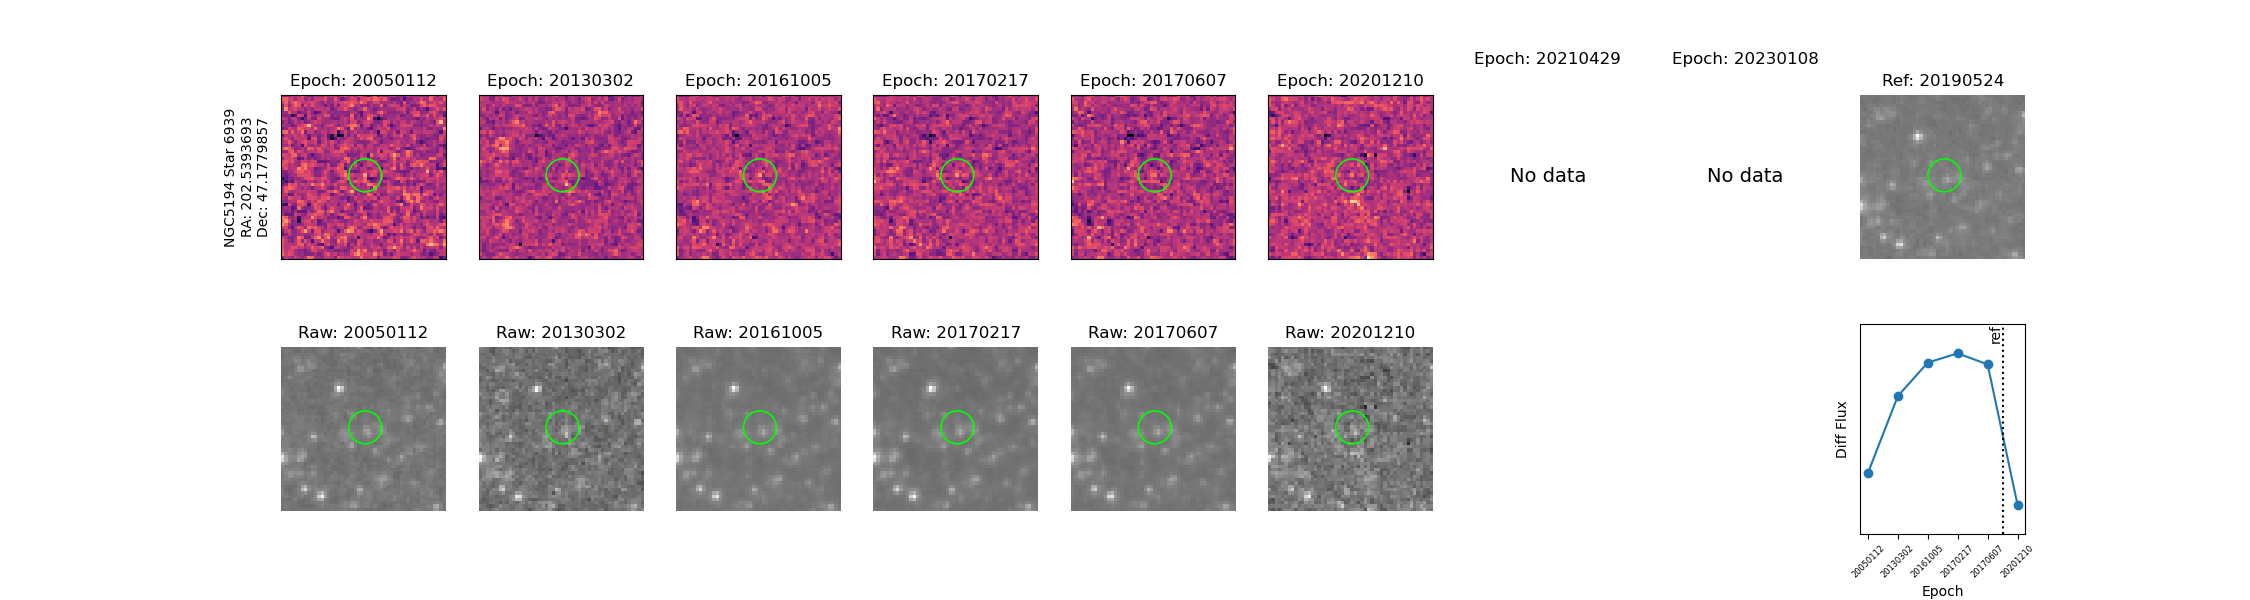 Epoch: 20050112
Epoch: 20130302
Epoch: 20161005
Epoch: 20170217
Epoch: 20170607
Epoch: 20201210
Epoch: 20210429
Epoch: 20230108
Ref: 20190524
NGC5194 Star 6939
RA: 202.5393693
Dec: 47.1779857
No data
No data
Raw: 20050112
Raw: 20130302
Raw: 20161005
Raw: 20170217
Raw: 20170607
Raw: 20201210
ref
Diff Flux
20050112
20130302
20161005
20170217
20170607
20201210
Epoch